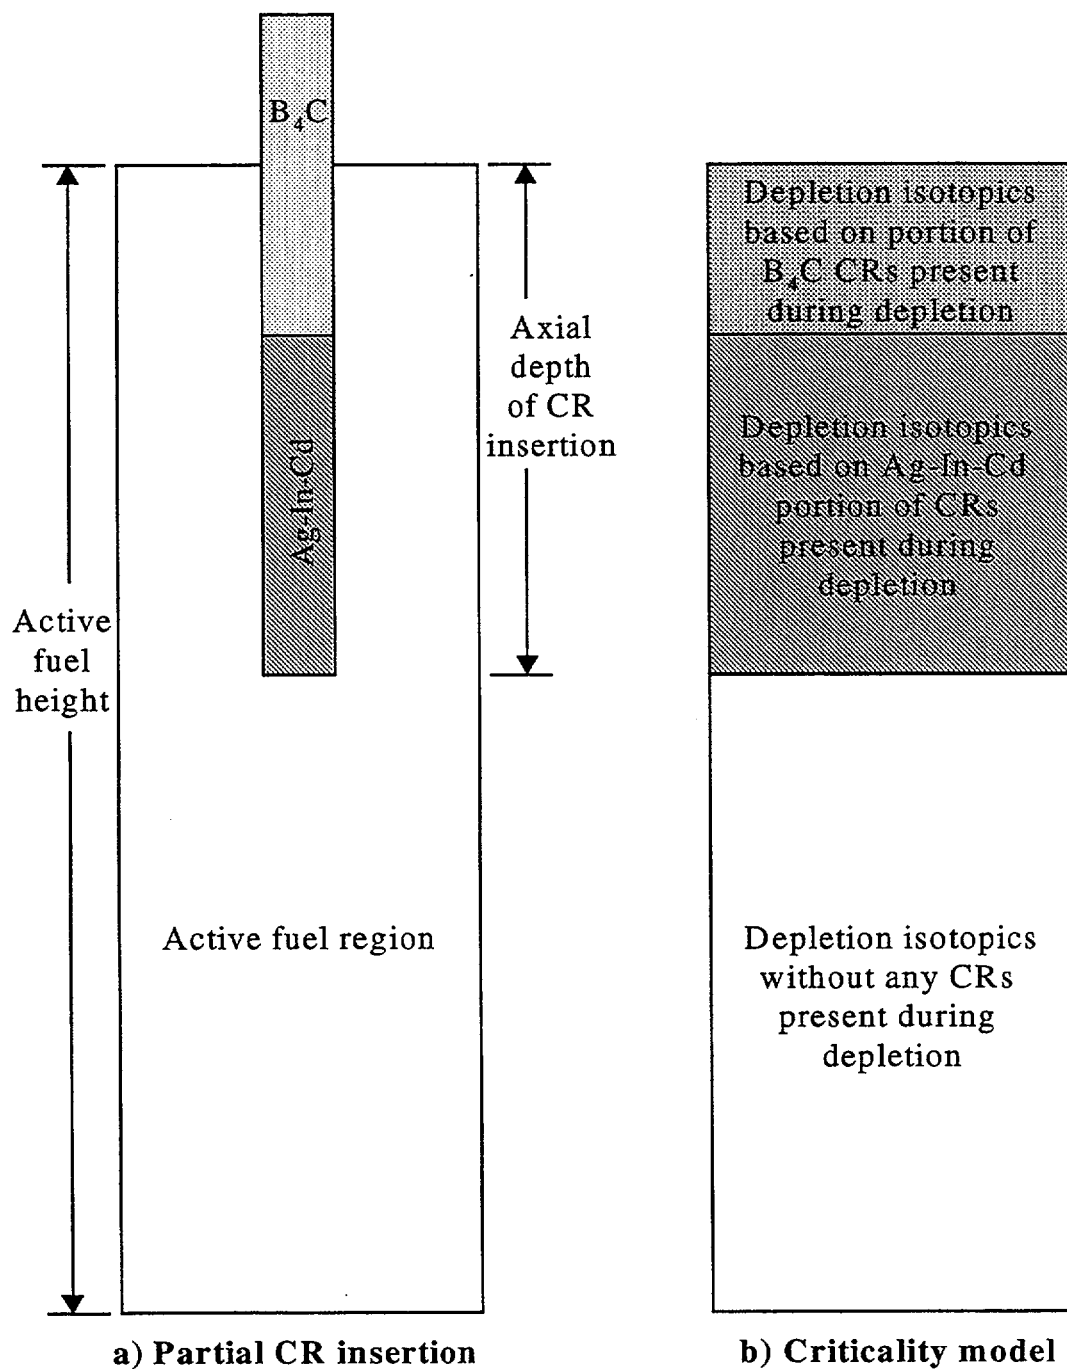 B₄C
Ag-In-Cd
Active
fuel
height
Axial
depth
of CR
insertion
Active fuel region
a) Partial CR insertion
Depletion isotopics
based on portion of
B₄C CRs present
during depletion
Depletion isotopics
based on Ag-In-Cd
portion of CRs
present during
depletion
Depletion isotopics
without any CRs
present during
depletion
b) Criticality model